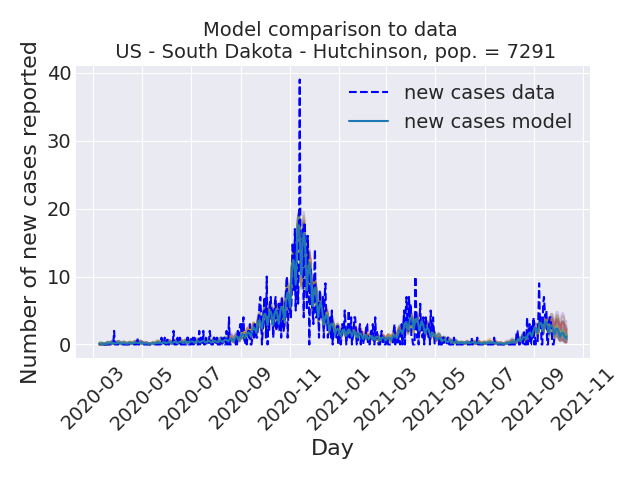 Model comparison to data
US - South Dakota - Hutchinson, pop. = 7291
Number of new cases reported
40
30
20
10
0
new cases data
new cases model
2020-03
2020-05
2020-07
2020-09
2020-11
2021-01
2021-03
2021-05
2021-07
2021-09
2021-11
Day